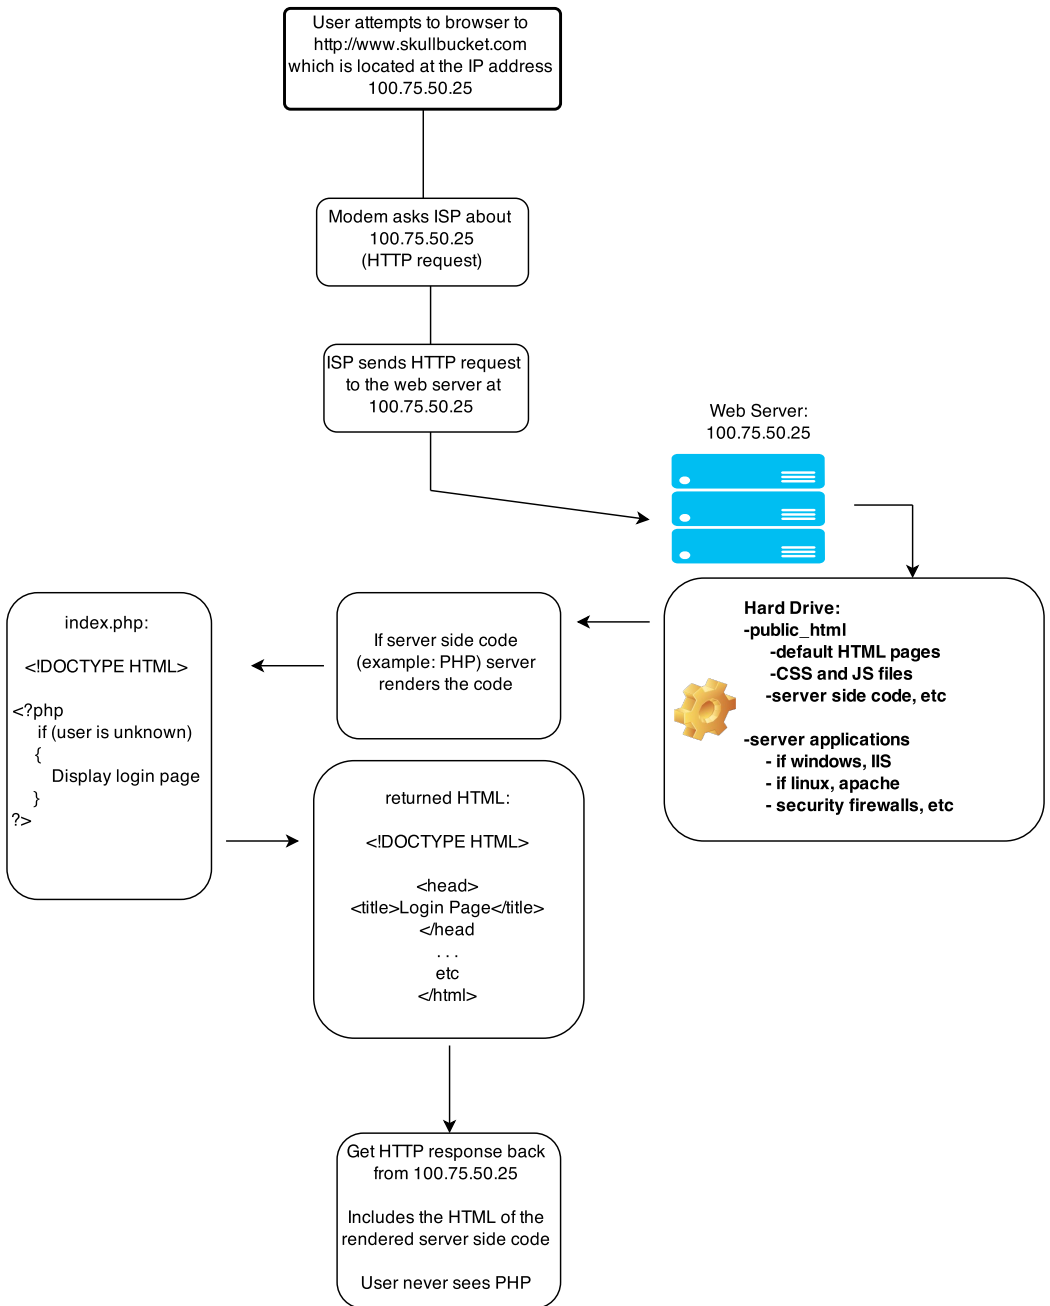 User attempts to browser to
http://www.skullbucket.com
which is located at the IP address
100.75.50.25
Modem asks ISP about
100.75.50.25
(HTTP request)
ISP sends HTTP request
to the web server at
100.75.50.25
Web Server:
100.75.50.25
Hard Drive:
-public_html
-default HTML pages
-CSS and JS files
-server side code, etc
-server applications
- if windows, IIS
- if linux, apache
- security firewalls, etc
If server side code
(example: PHP) server
renders the code
index.php:
<!DOCTYPE HTML>
<?php
if (user is unknown)
{
Display login page
}
?>
returned HTML:
<!DOCTYPE HTML>
<head>
<title>Login Page</title>
</head
. . .
etc
</html>
Get HTTP response back
from 100.75.50.25
Includes the HTML of the
rendered server side code
User never sees PHP